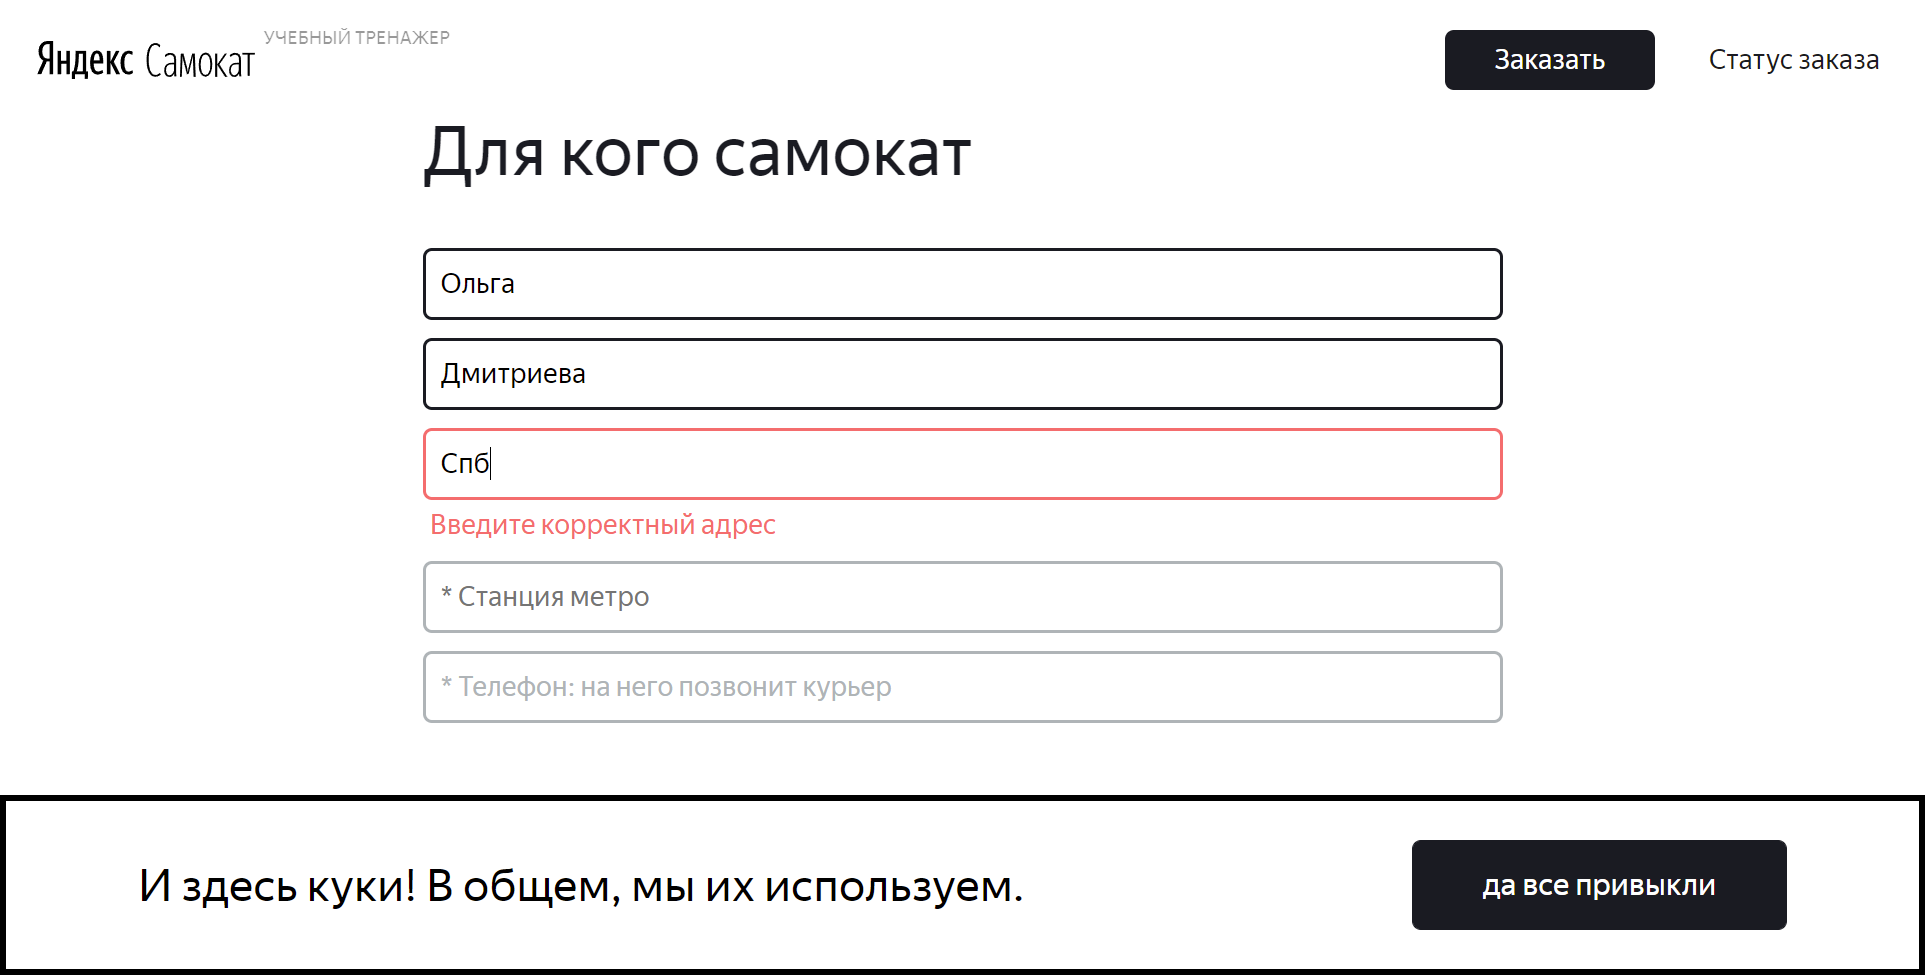 Яндекс Самокат
УЧЕБНЫЙ ТРЕНАЖЕР
Заказать
Статус заказа
Для кого самокат
Ольга
Дмитриева
Спб
Введите корректный адрес
* Станция метро
* Телефон: на него позвонит курьер
И здесь куки! В общем, мы их используем.
да все привыкли